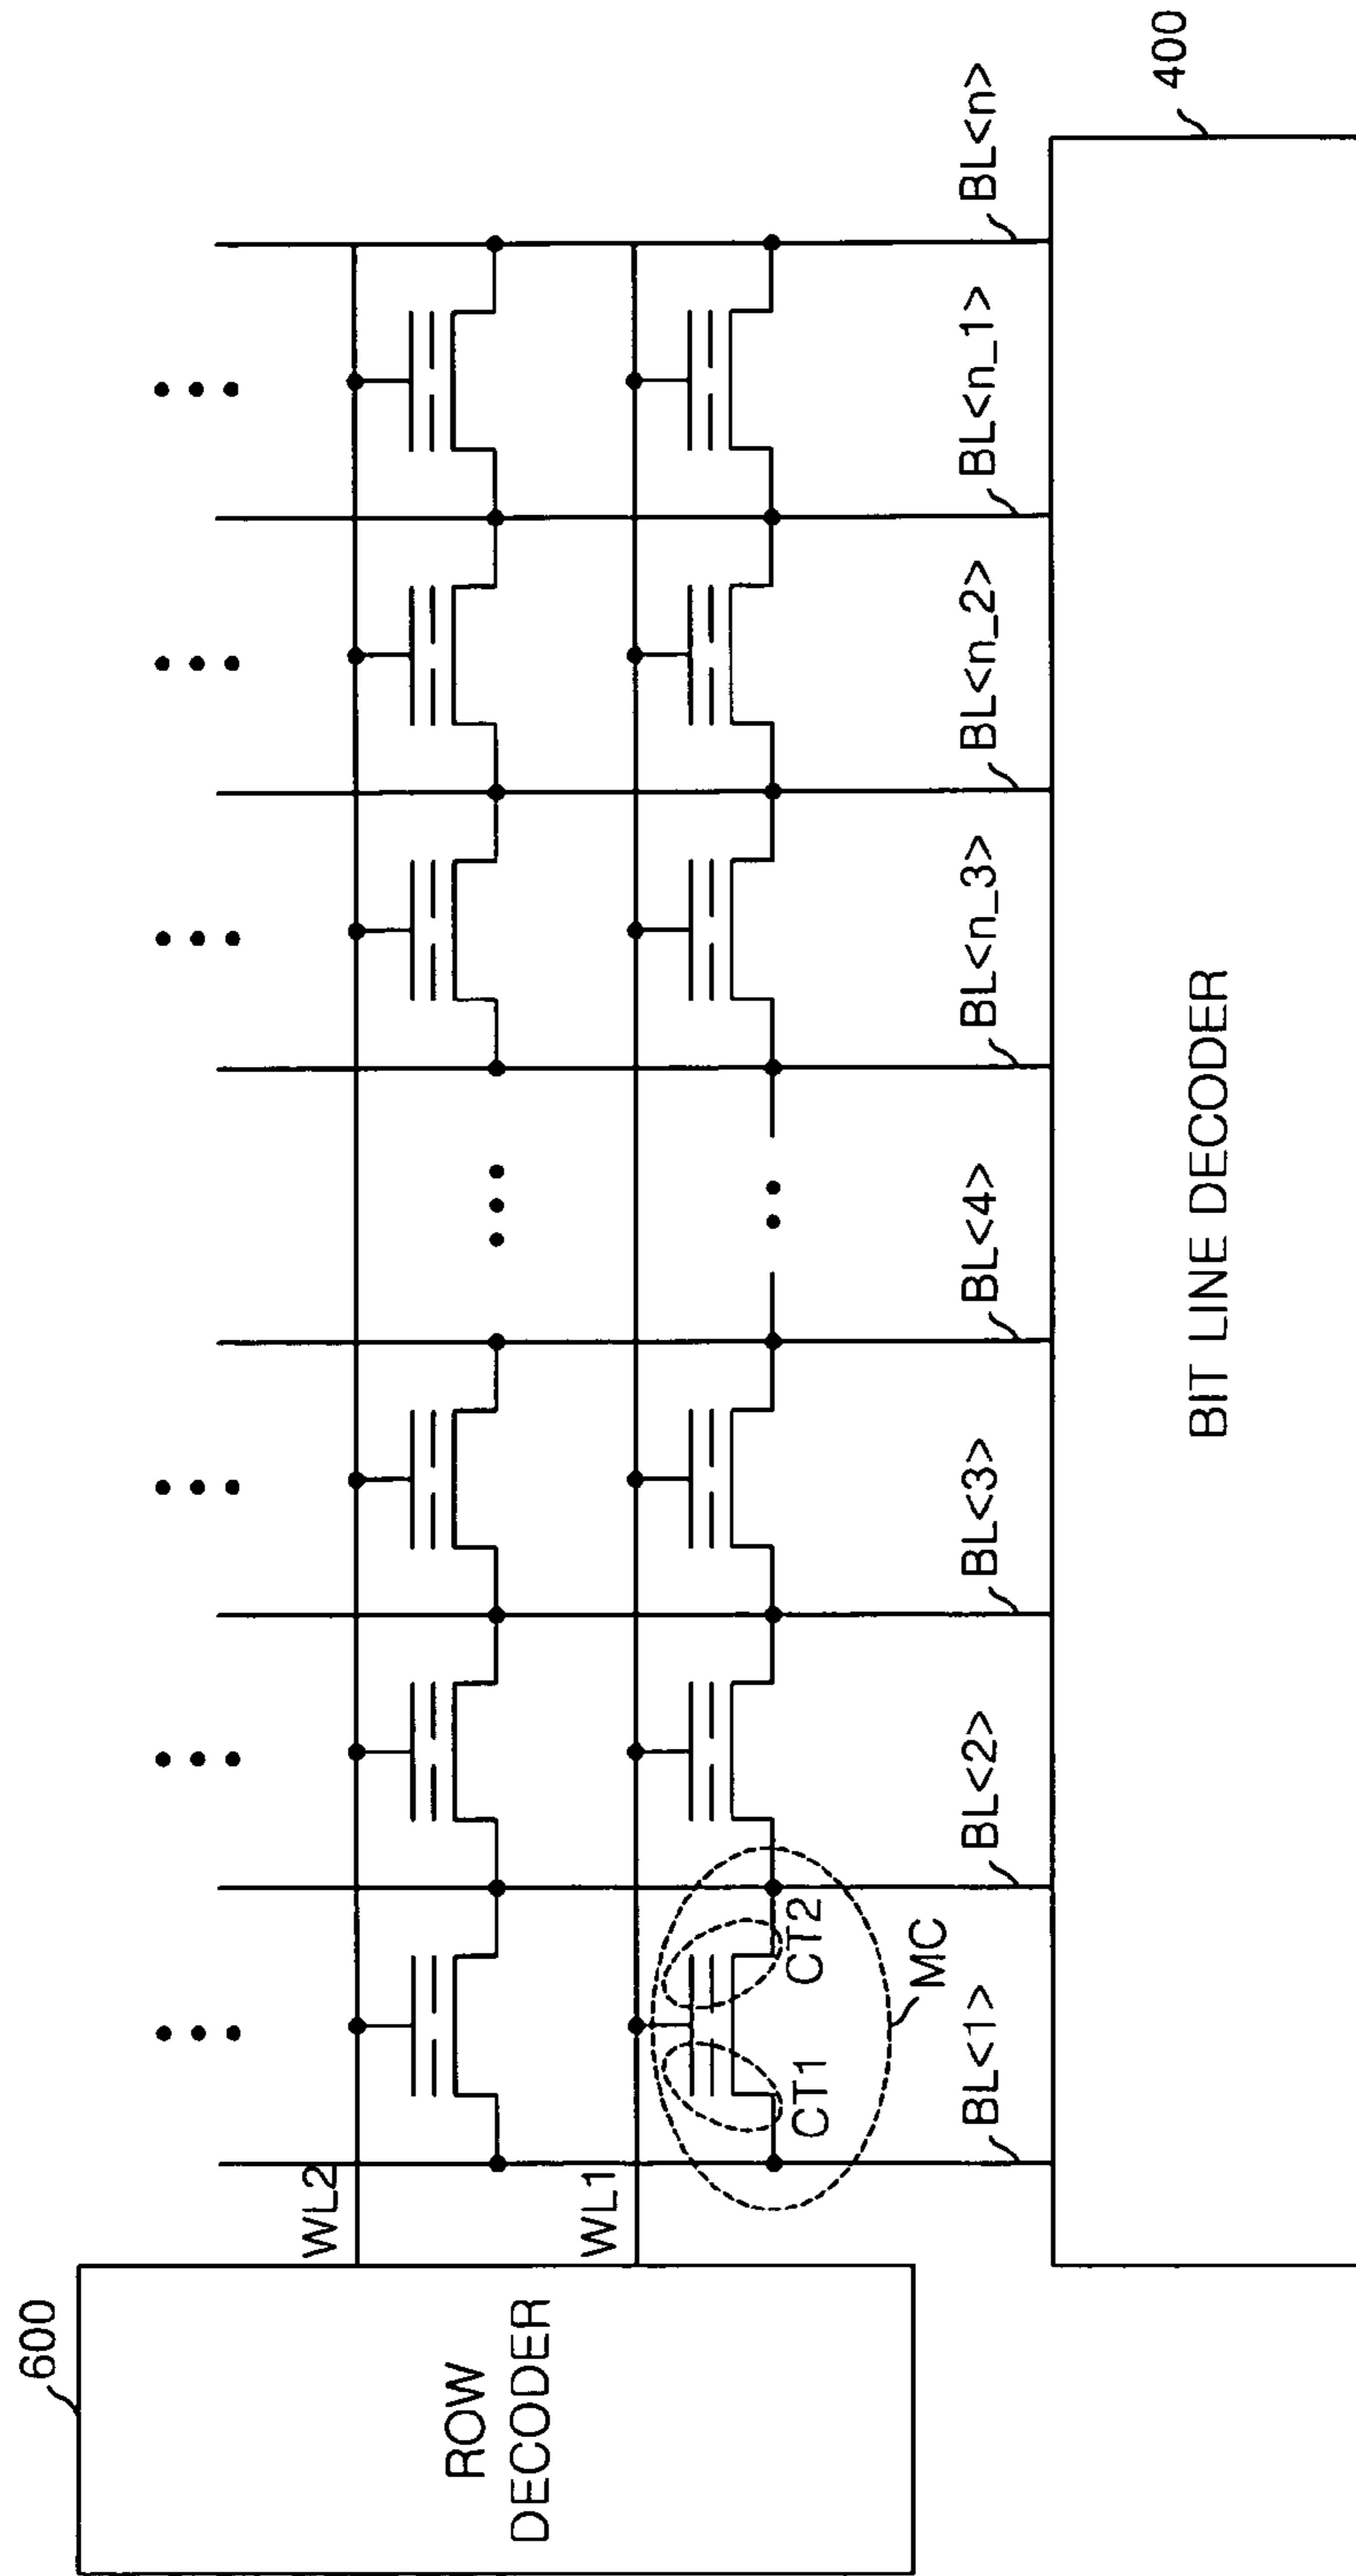 600
ROW
DECODER
WL2
WL1
CT1
CT2
MC
BL<1>
BL<2>
BL<3>
BL<4>
BL<n_3>
BL<n_2>
BL<n_1>
BL<n>
400
BIT LINE DECODER